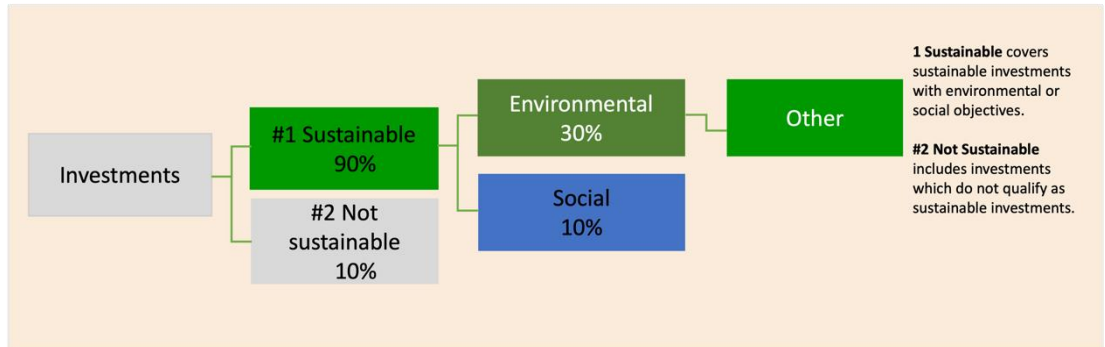 Investments
#1 Sustainable
90%
#2 Not
sustainable
10%
Environmental
30%
Social
10%
Other
1 Sustainable covers
sustainable investments
with environmental or
social objectives.
#2 Not Sustainable
includes investments
which do not qualify as
sustainable investments.